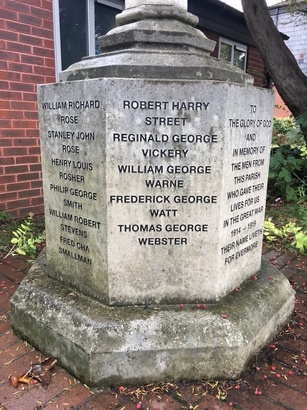 WILLIAM RICHARD
ROSE
STANLEY JOHN
ROSE
HENRY LOUIS
ROSHER
PHILIP GEORGE
SMITH
WILLIAM ROBERT
STEVENS
FRED CHA
SMALLMAN
ROBERT HARRY
STREET
REGINALD GEORGE
VICKERY
WILLIAM GEORGE
WARNE
FREDERICK GEORGE
WATT
THOMAS GEORGE
WEBSTER
TO
THE GLORY OF GOD
AND
IN MEMORY OF
THE MEN FROM
THIS PARISH
WHO GAVE THEIR
LIVES FOR US
IN THE GREAT WAR
1914 - 1918
THEIR NAME LIVETH
FOR EVERMORE